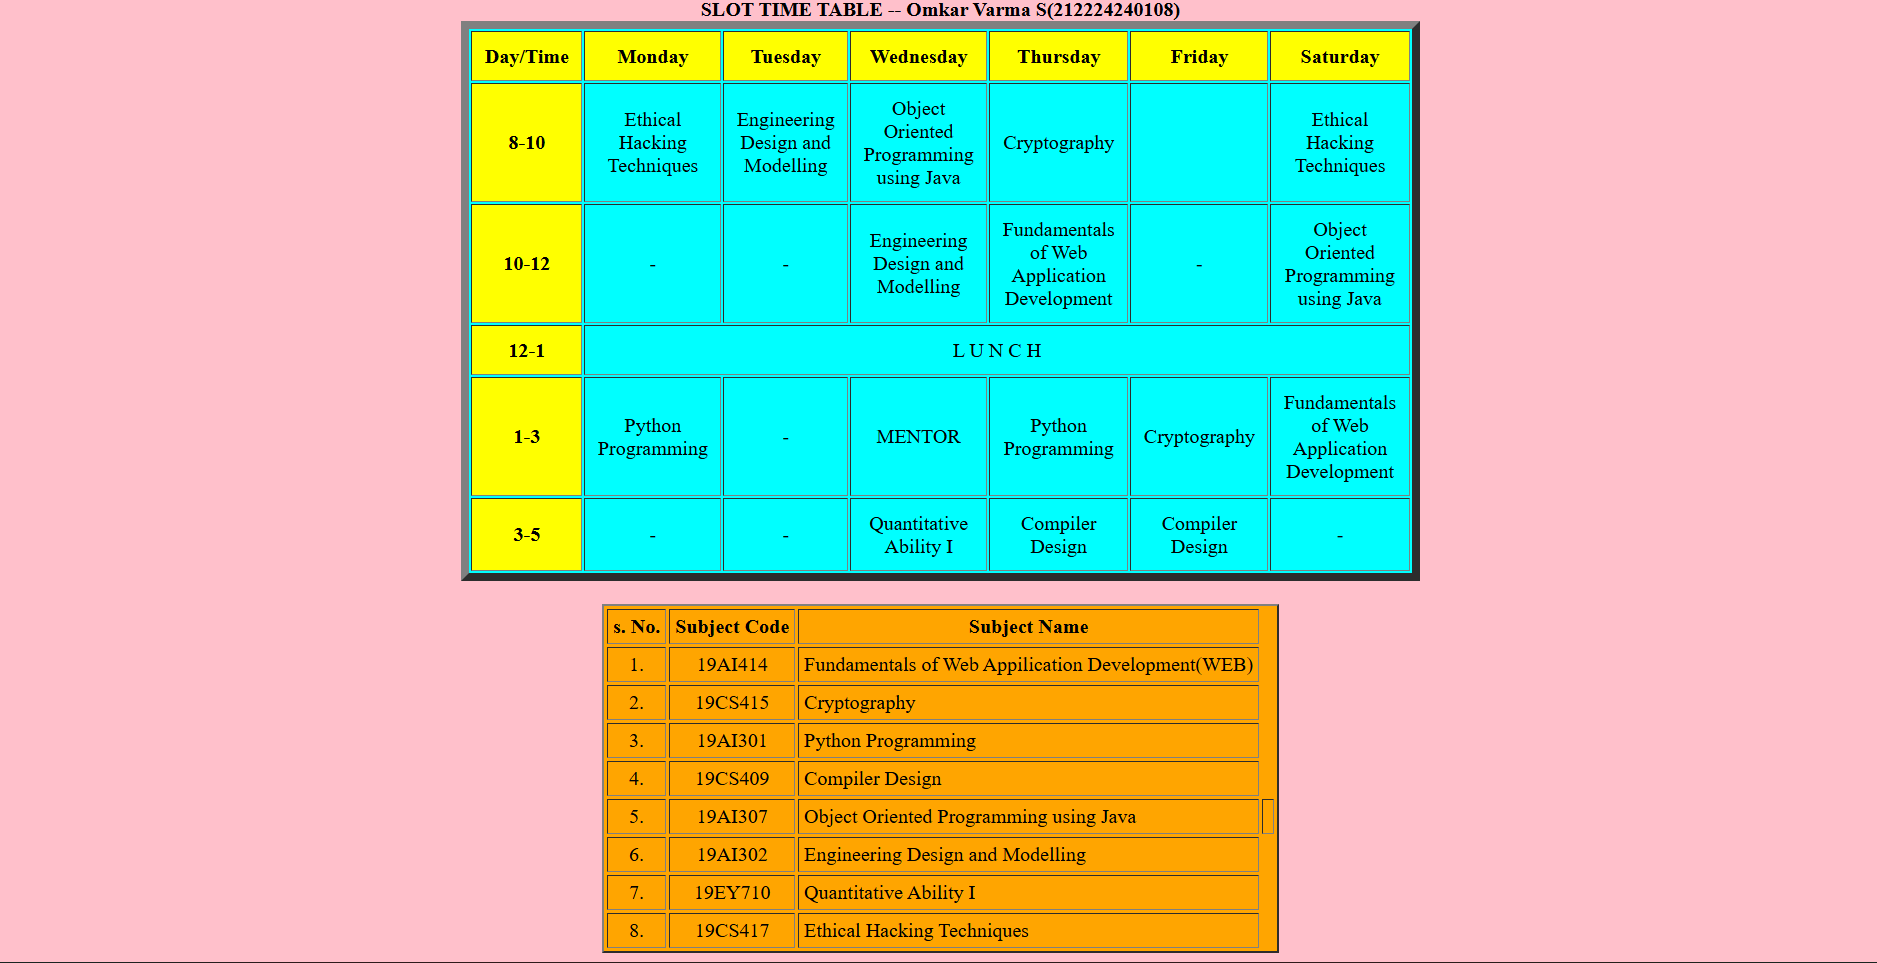 SLOT TIME TABLE -- Omkar Varma S(212224240108)
Day/Time Monday Tuesday Wednesday Thursday Friday Saturday
8-10
Ethical
Hacking
Techniques
Engineering
Design and
Modelling
Object
Oriented
Programming
using Java
Cryptography
Ethical
Hacking
Techniques
10-12
-
-
Engineering
Design and
Modelling
Fundamentals
of Web
Application
Development
-
Object
Oriented
Programming
using Java
12-1
L U N C H
1-3
Python
Programming
-
MENTOR
Python
Programming
Cryptography
Fundamentals
of Web
Application
Development
3-5
-
-
Quantitative
Ability I
Compiler
Design
Compiler
Design
-
s. No. Subject Code Subject Name
1. 19AI414 Fundamentals of Web Appilication Development(WEB)
2. 19CS415 Cryptography
3. 19AI301 Python Programming
4. 19CS409 Compiler Design
5. 19AI307 Object Oriented Programming using Java
6. 19AI302 Engineering Design and Modelling
7. 19EY710 Quantitative Ability I
8. 19CS417 Ethical Hacking Techniques